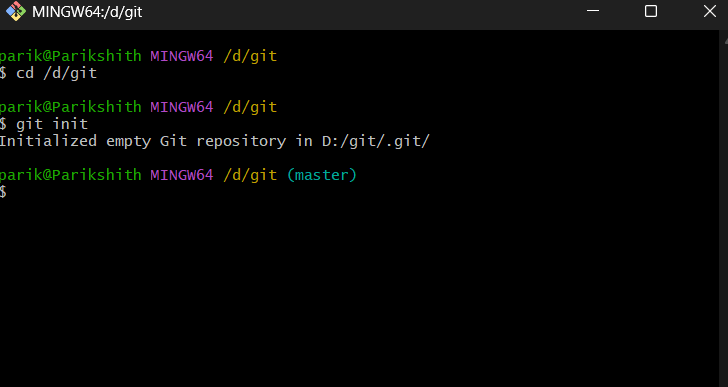 MINGW64:/d/git
parik@Parikshith MINGW64 /d/git
$ cd /d/git
parik@Parikshith MINGW64 /d/git
$ git init
Initialized empty Git repository in D:/git/.git/
parik@Parikshith MINGW64 /d/git (master)
$